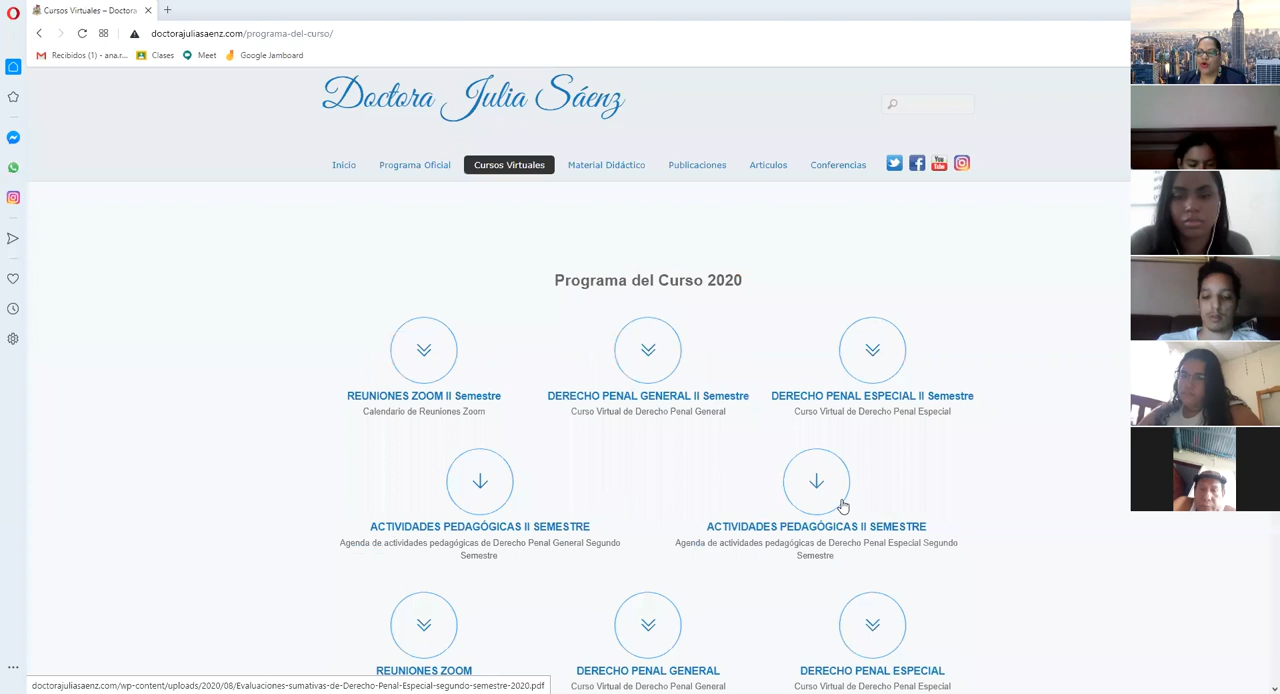 Cursos Virtuales – Doctora
doctorajuliasaenz.com/programa-del-curso/
Recibidos (1) - ana.r... Clases Meet Google Jamboard
Doctora Julia Sáenz
Inicio Programa Oficial Cursos Virtuales Material Didáctico Publicaciones Articulos Conferencias You Tube
Programa del Curso 2020
REUNIONES ZOOM II Semestre DERECHO PENAL GENERAL II Semestre DERECHO PENAL ESPECIAL II Semestre
Calendario de Reuniones Zoom Curso Virtual de Derecho Penal General Curso Virtual de Derecho Penal Especial
ACTIVIDADES PEDAGÓGICAS II SEMESTRE ACTIVIDADES PEDAGÓGICAS II SEMESTRE
Agenda de actividades pedagógicas de Derecho Penal General Segundo Agenda de actividades pedagógicas de Derecho Penal Especial Segundo
Semestre Semestre
REUNIONES ZOOM DERECHO PENAL GENERAL DERECHO PENAL ESPECIAL
Curso Virtual de Derecho Penal General Curso Virtual de Derecho Penal Especial
doctorajuliasaenz.com/wp-content/uploads/2020/08/Evaluaciones-sumativas-de-Derecho-Penal-Especial-segundo-semestre-2020.pdf